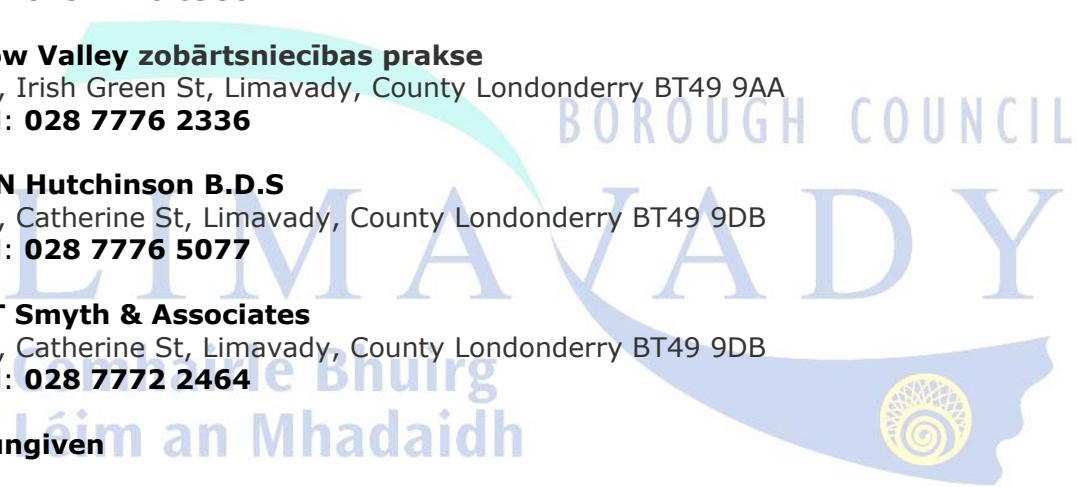 ow Valley zobārtsniecības prakse
, Irish Green St, Limavady, County Londonderry BT49 9AA
l: 028 7776 2336
BOROUGH COUNCIL
N Hutchinson B.D.S
, Catherine St, Limavady, County Londonderry BT49 9DB
l: 028 7776 5077
LIMAVADY
T Smyth & Associates
, Catherine St, Limavady, County Londonderry BT49 9DB
l: 028 7772 2464
Comhairle Bhuirg
Léim an Mhadaidh
ungiven